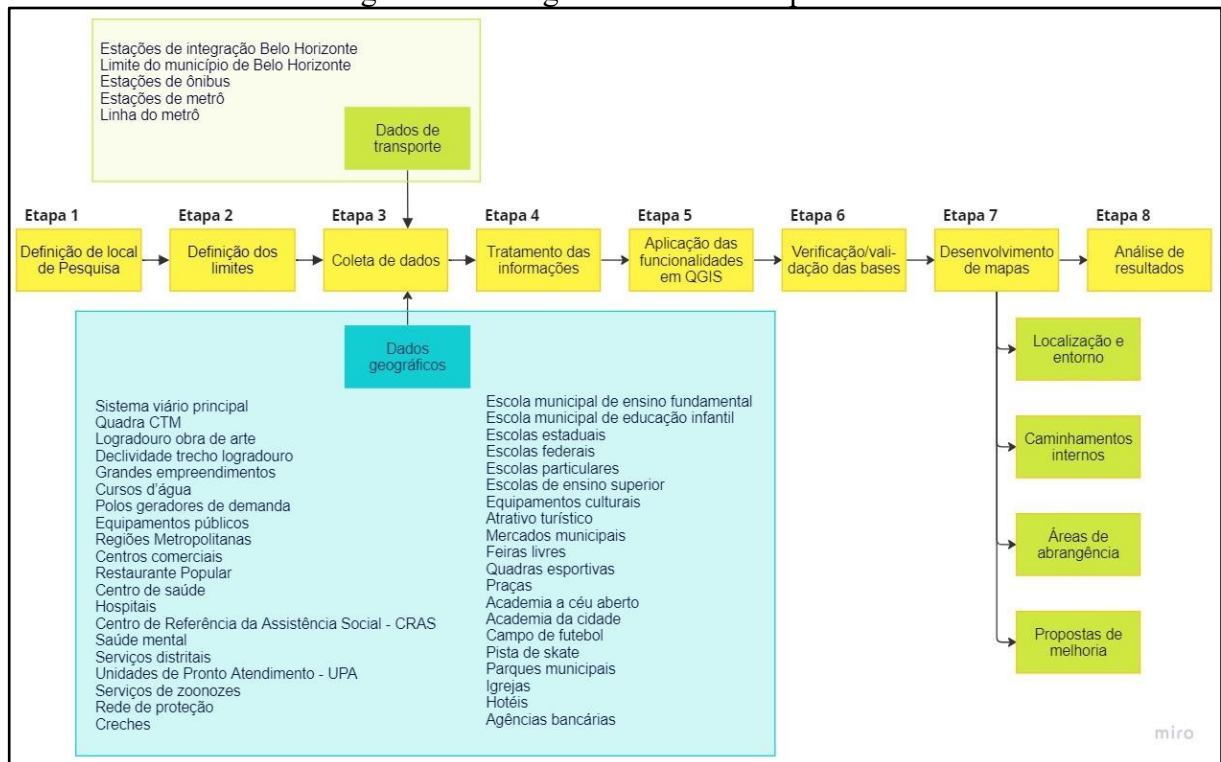 Estações de integração Belo Horizonte
Limite do município de Belo Horizonte
Estações de ônibus
Estações de metrô
Linha do metrô
Dados de
transporte
Etapa 1
Etapa 2
Etapa 3
Etapa 4
Etapa 5
Etapa 6
Etapa 7
Etapa 8
Definição de local
de Pesquisa
Definição dos
limites
Coleta de dados
Tratamento das
informações
Aplicação das
funcionalidades
em QGIS
Verificação/vali-
dação das bases
Desenvolvimento
de mapas
Análise de
resultados
Dados
geográficos
Sistema viário principal
Quadra CTM
Logradouro obra de arte
Declividade trecho logradouro
Grandes empreendimentos
Cursos d'água
Polos geradores de demanda
Equipamentos públicos
Regiões Metropolitanas
Centros comerciais
Restaurante Popular
Centro de saúde
Hospitais
Centro de Referência da Assistência Social - CRAS
Saúde mental
Serviços distritais
Unidades de Pronto Atendimento - UPA
Serviços de zoonozes
Rede de proteção
Creches
Escola municipal de ensino fundamental
Escola municipal de educação infantil
Escolas estaduais
Escolas federais
Escolas particulares
Escolas de ensino superior
Equipamentos culturais
Atrativo turístico
Mercados municipais
Feiras livres
Quadras esportivas
Praças
Academia a céu aberto
Academia da cidade
Campo de futebol
Pista de skate
Parques municipais
Igrejas
Hotéis
Agências bancárias
Localização e
entorno
Caminhamentos
internos
Áreas de
abrangência
Propostas de
melhoria
miro